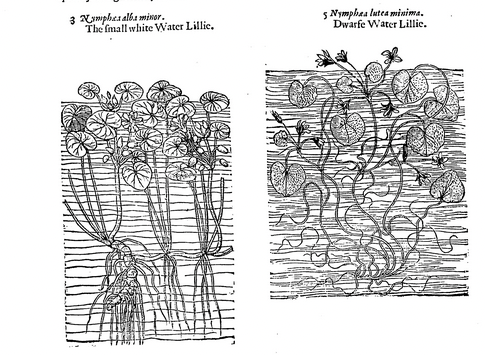 3 Nymphæa alba minor.
The ſmall white Water Lillie.
5 Nymphæa lutea minima.
Dwarfe Water Lillie.